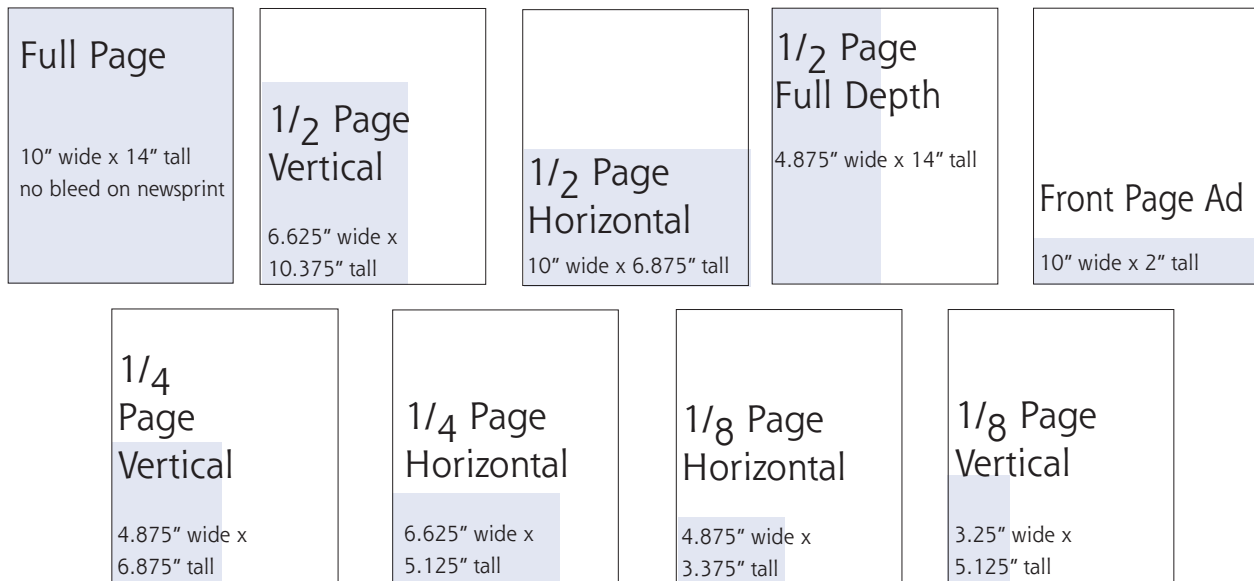 Full Page
10" wide x 14" tall
no bleed on newsprint
1/2 Page
Vertical
6.625" wide x
10.375" tall
1/2 Page
Horizontal
10" wide x 6.875" tall
1/2 Page
Full Depth
4.875" wide x 14" tall
Front Page Ad
10" wide x 2" tall
1/4
Page
Vertical
4.875" wide x
6.875" tall
1/4 Page
Horizontal
6.625" wide x
5.125" tall
1/8 Page
Horizontal
4.875" wide x
3.375" tall
1/8 Page
Vertical
3.25" wide x
5.125" tall